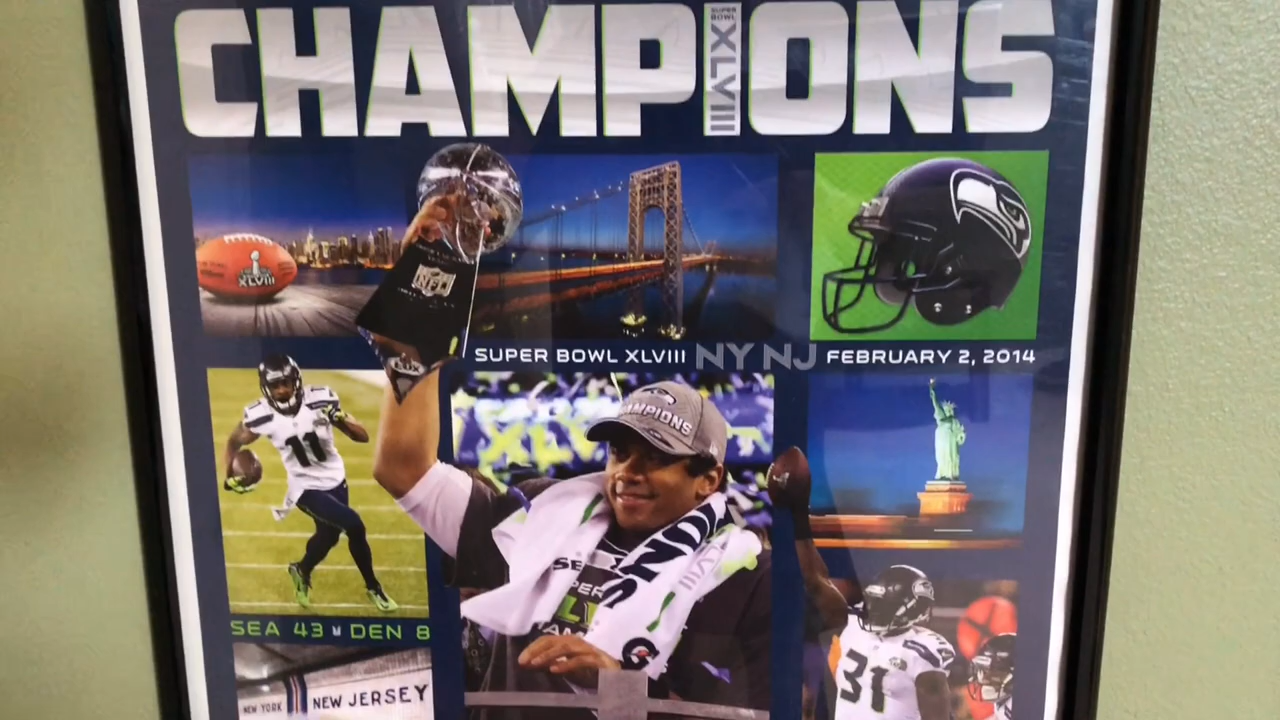 CHAMPIONS
SUPER BOWL XLVIII
XLVIII
NFL
SUPER BOWL XLVIII NY NJ FEBRUARY 2, 2014
CHAMPIONS
11
SEA 43 DEN 8
31
NEW YORK NEW JERSEY